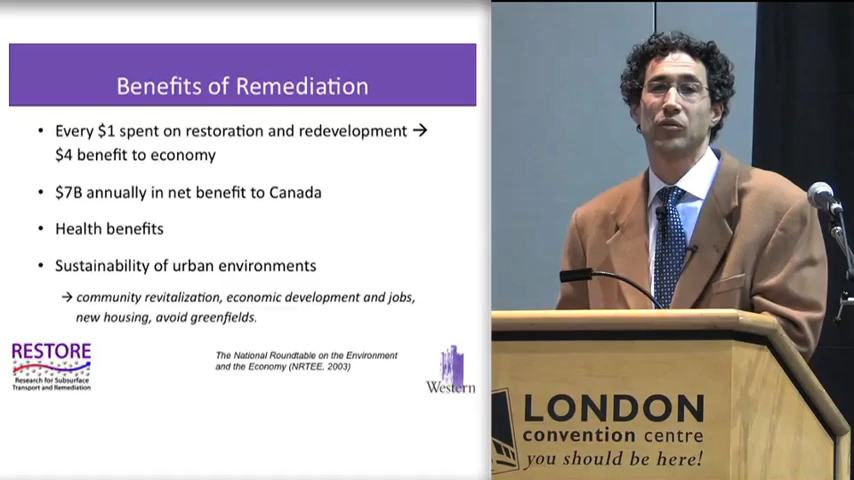 Benefits of Remediation
• Every $1 spent on restoration and redevelopment →
$4 benefit to economy
• $7B annually in net benefit to Canada
• Health benefits
• Sustainability of urban environments
→ community revitalization, economic development and jobs,
new housing, avoid greenfields.
RESTORE
Research for Subsurface
Transport and Remediation
The National Roundtable on the Environment
and the Economy (NRTEE, 2003)
Western
LONDON
convention centre
you should be here!